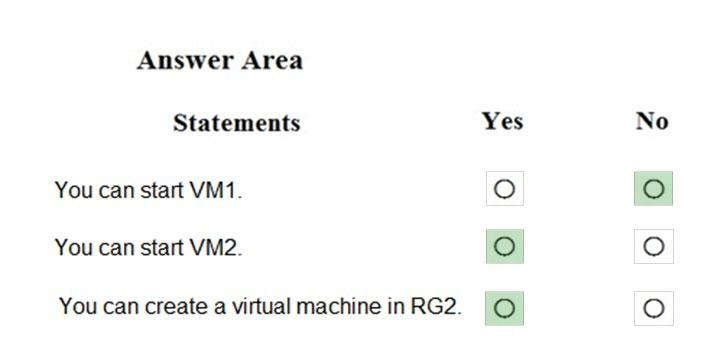 Answer Area
Statements Yes No
You can start VM1.
You can start VM2.
You can create a virtual machine in RG2.